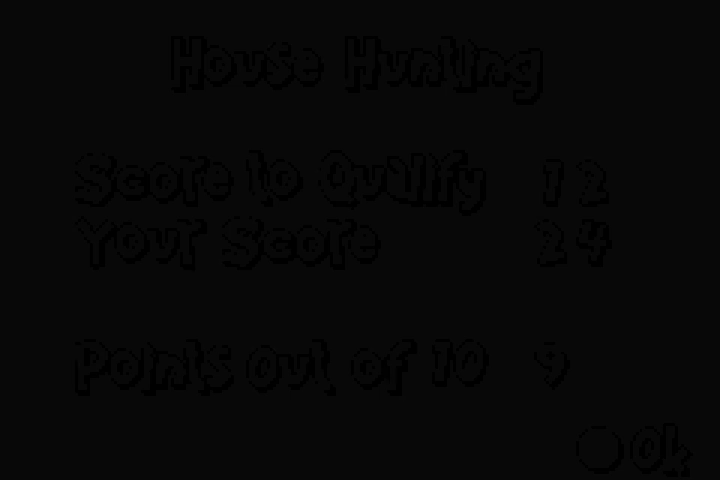 House Hunting
Score to Qualify 12
Your Score 24
Points Out of 10 9
Ok